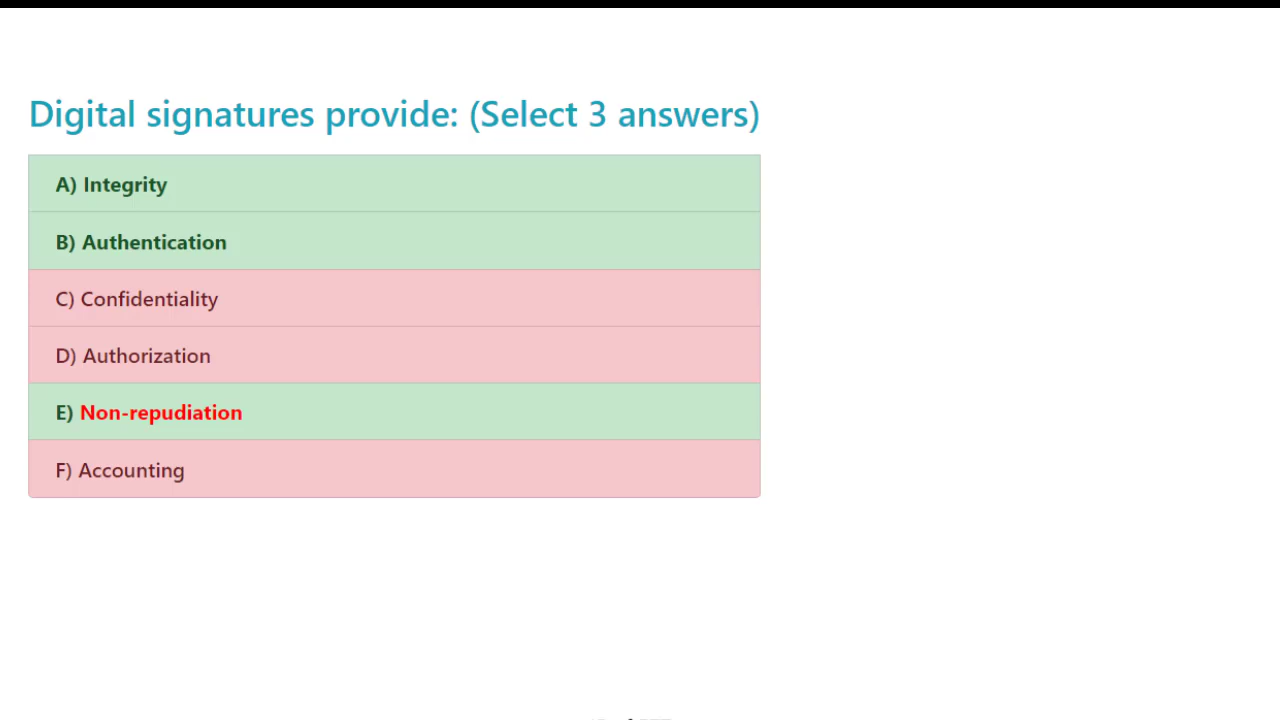 Digital signatures provide: (Select 3 answers)
A) Integrity
B) Authentication
C) Confidentiality
D) Authorization
E) Non-repudiation
F) Accounting